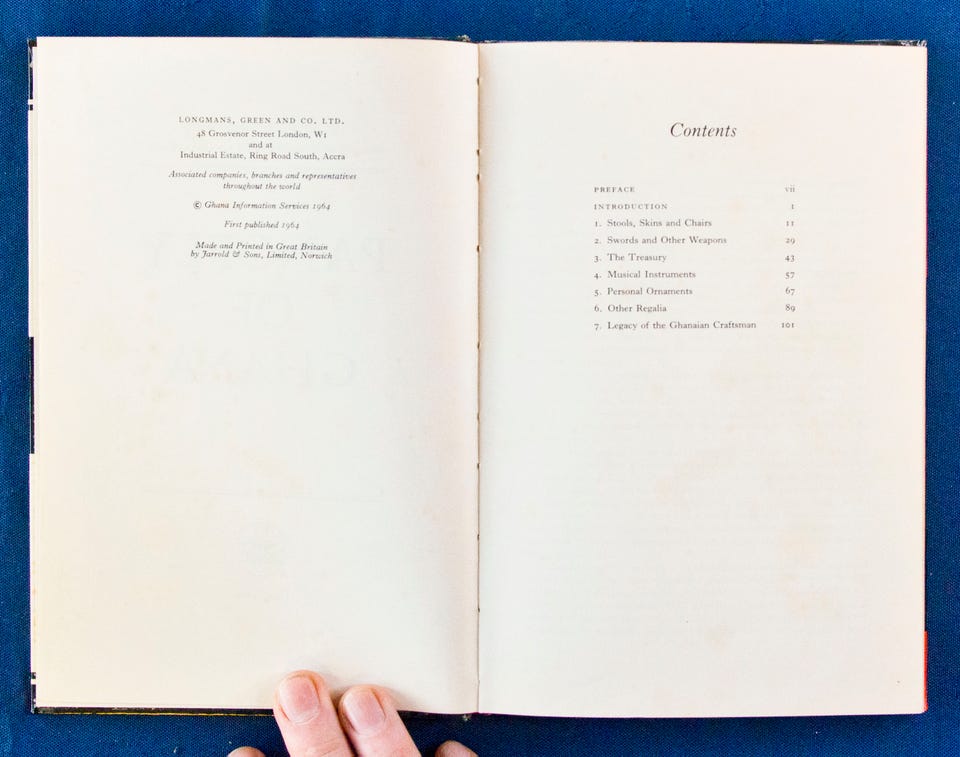 LONGMANS, GREEN AND CO. LTD.
48 Grosvenor Street London, W1
and at
Industrial Estate, Ring Road South, Accra
Associated companies, branches and representatives
throughout the world
© Ghana Information Services 1964
First published 1964
Made and Printed in Great Britain
by Jarrold & Sons, Limited, Norwich
Contents
PREFACE vii
INTRODUCTION 1
1. Stools, Skins and Chairs 11
2. Swords and Other Weapons 29
3. The Treasury 43
4. Musical Instruments 57
5. Personal Ornaments 67
6. Other Regalia 89
7. Legacy of the Ghanaian Craftsman 101